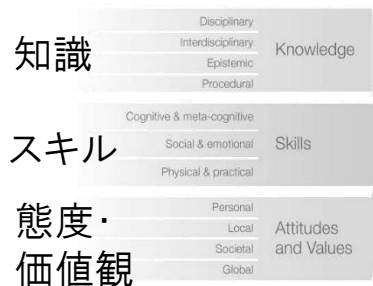 知識
Disciplinary
Interdisciplinary
Epistemic
Procedural
Knowledge
スキル
Cognitive & meta-cognitive
Social & emotional
Physical & practical
Skills
態度・
価値観
Personal
Local
Societal
Global
Attitudes
and Values